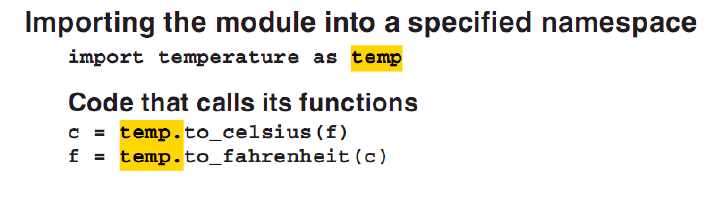 Importing the module into a specified namespace
import temperature as temp
Code that calls its functions
c = temp.to_celsius(f)
f = temp.to_fahrenheit(c)